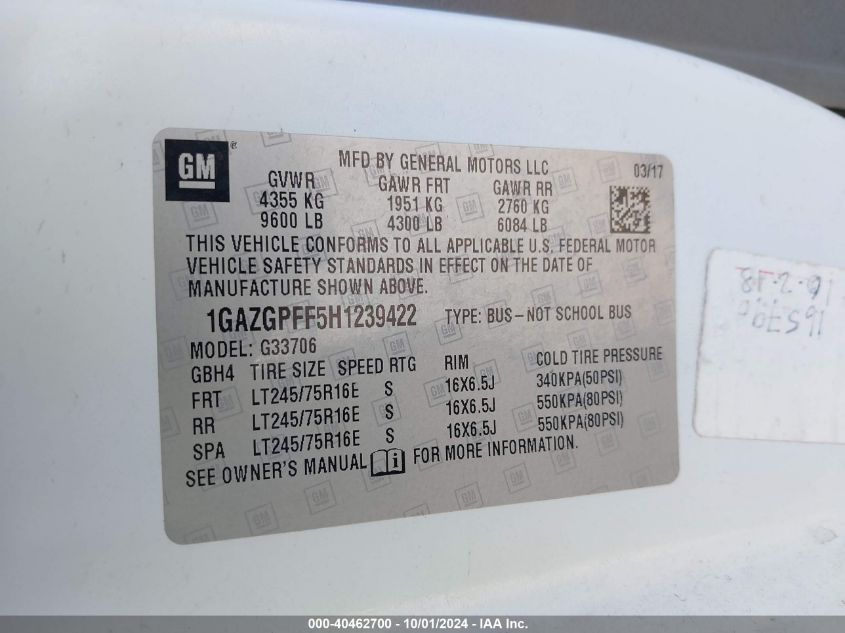 GM ®
MFD BY GENERAL MOTORS LLC 03/17
GVWR GAWR FRT GAWR RR
4355 KG 1951 KG 2760 KG
9600 LB 4300 LB 6084 LB
THIS VEHICLE CONFORMS TO ALL APPLICABLE U.S. FEDERAL MOTOR
VEHICLE SAFETY STANDARDS IN EFFECT ON THE DATE OF
MANUFACTURE SHOWN ABOVE.
1GAZGPFF5H1239422 TYPE: BUS-NOT SCHOOL BUS
MODEL: G33706
GBH4 TIRE SIZE SPEED RTG RIM COLD TIRE PRESSURE
FRT LT245/75R16E S 16X6.5J 340KPA(50PSI)
RR LT245/75R16E S 16X6.5J 550KPA(80PSI)
SPA LT245/75R16E S 16X6.5J 550KPA(80PSI)
SEE OWNER'S MANUAL i FOR MORE INFORMATION.
000-40462700 - 10/01/2024 - IAA Inc.